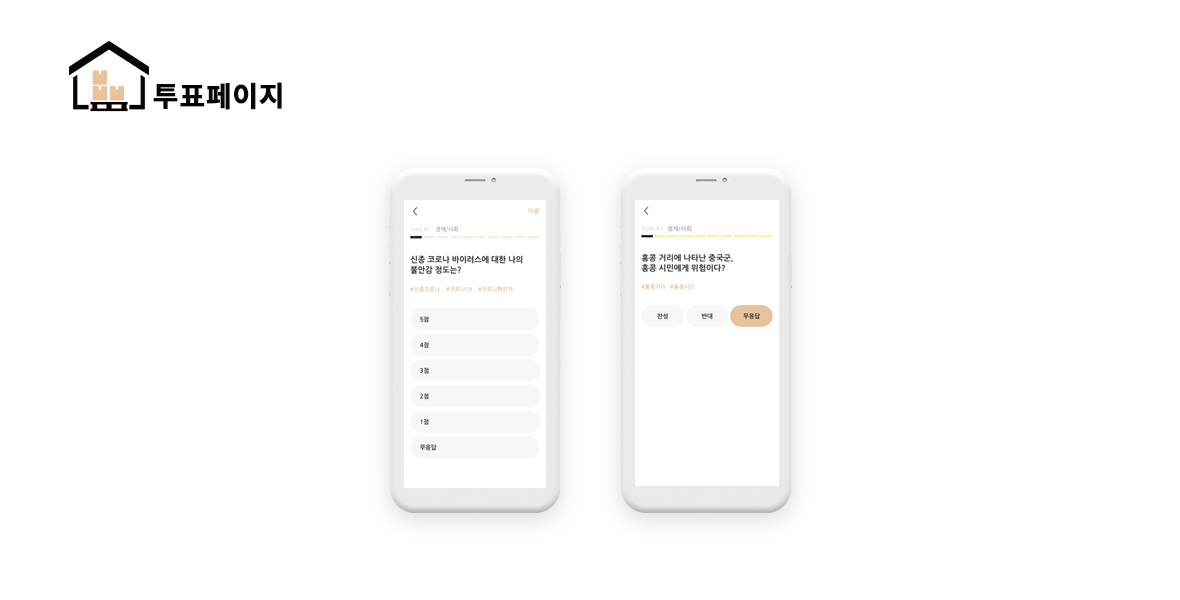 투표페이지
다음
vote #1 경제/사회
신종 코로나 바이러스에 대한 나의
불안감 정도는?
#신종코로나 #코로나19 #코로나확진자
5점
4점
3점
2점
1점
무응답
vote #1 경제/사회
홍콩 거리에 나타난 중국군,
홍콩 시민에게 위험이다?
#홍콩거리 #홍콩시민
찬성 반대 무응답